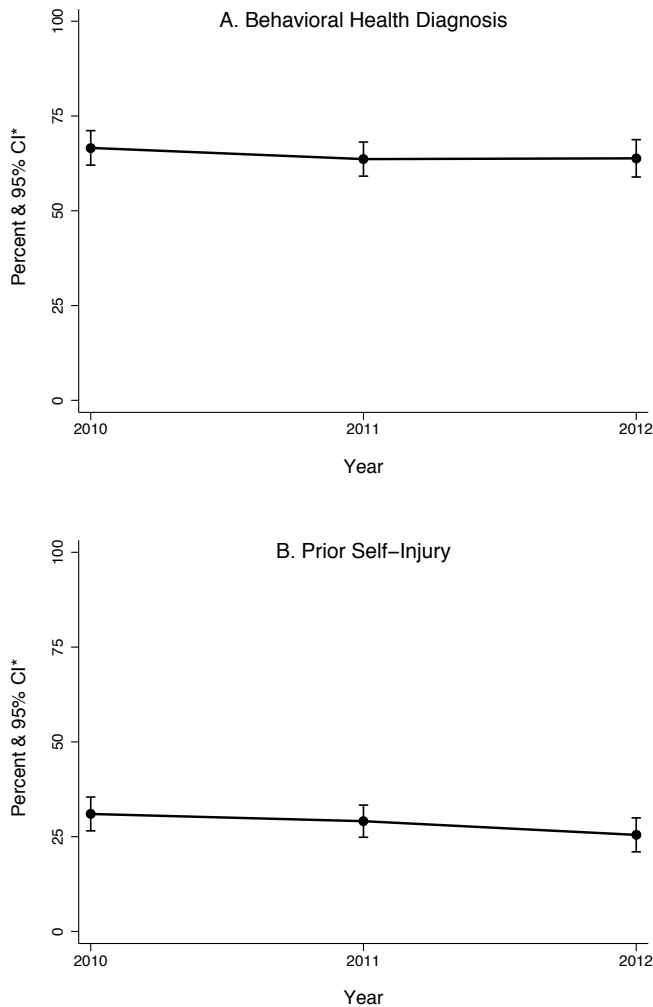 A. Behavioral Health Diagnosis
Percent & 95% CI*
100
75
50
25
0
2010 2011 2012
Year
B. Prior Self−Injury
Percent & 95% CI*
100
75
50
25
0
2010 2011 2012
Year